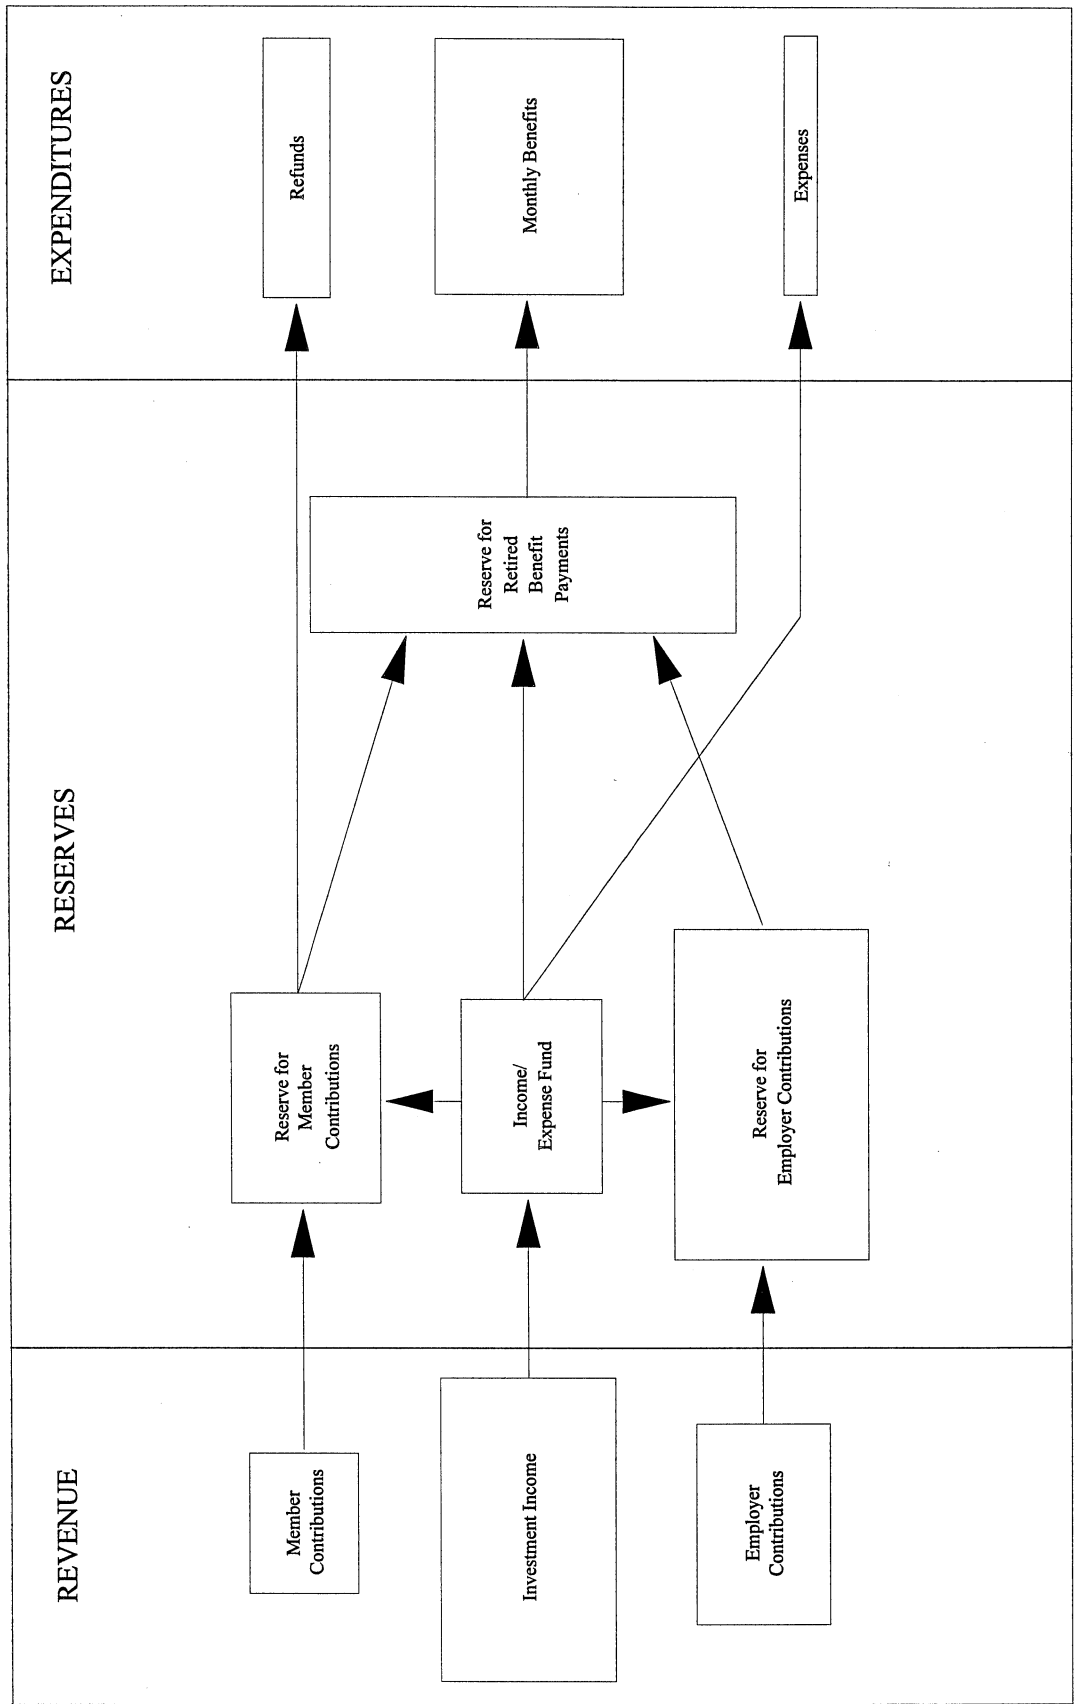 REVENUE
Member
Contributions
Investment Income
Employer
Contributions
RESERVES
Reserve for
Member
Contributions
Income/
Expense Fund
Reserve for
Employer Contributions
Reserve for
Retired
Benefit
Payments
EXPENDITURES
Refunds
Monthly Benefits
Expenses